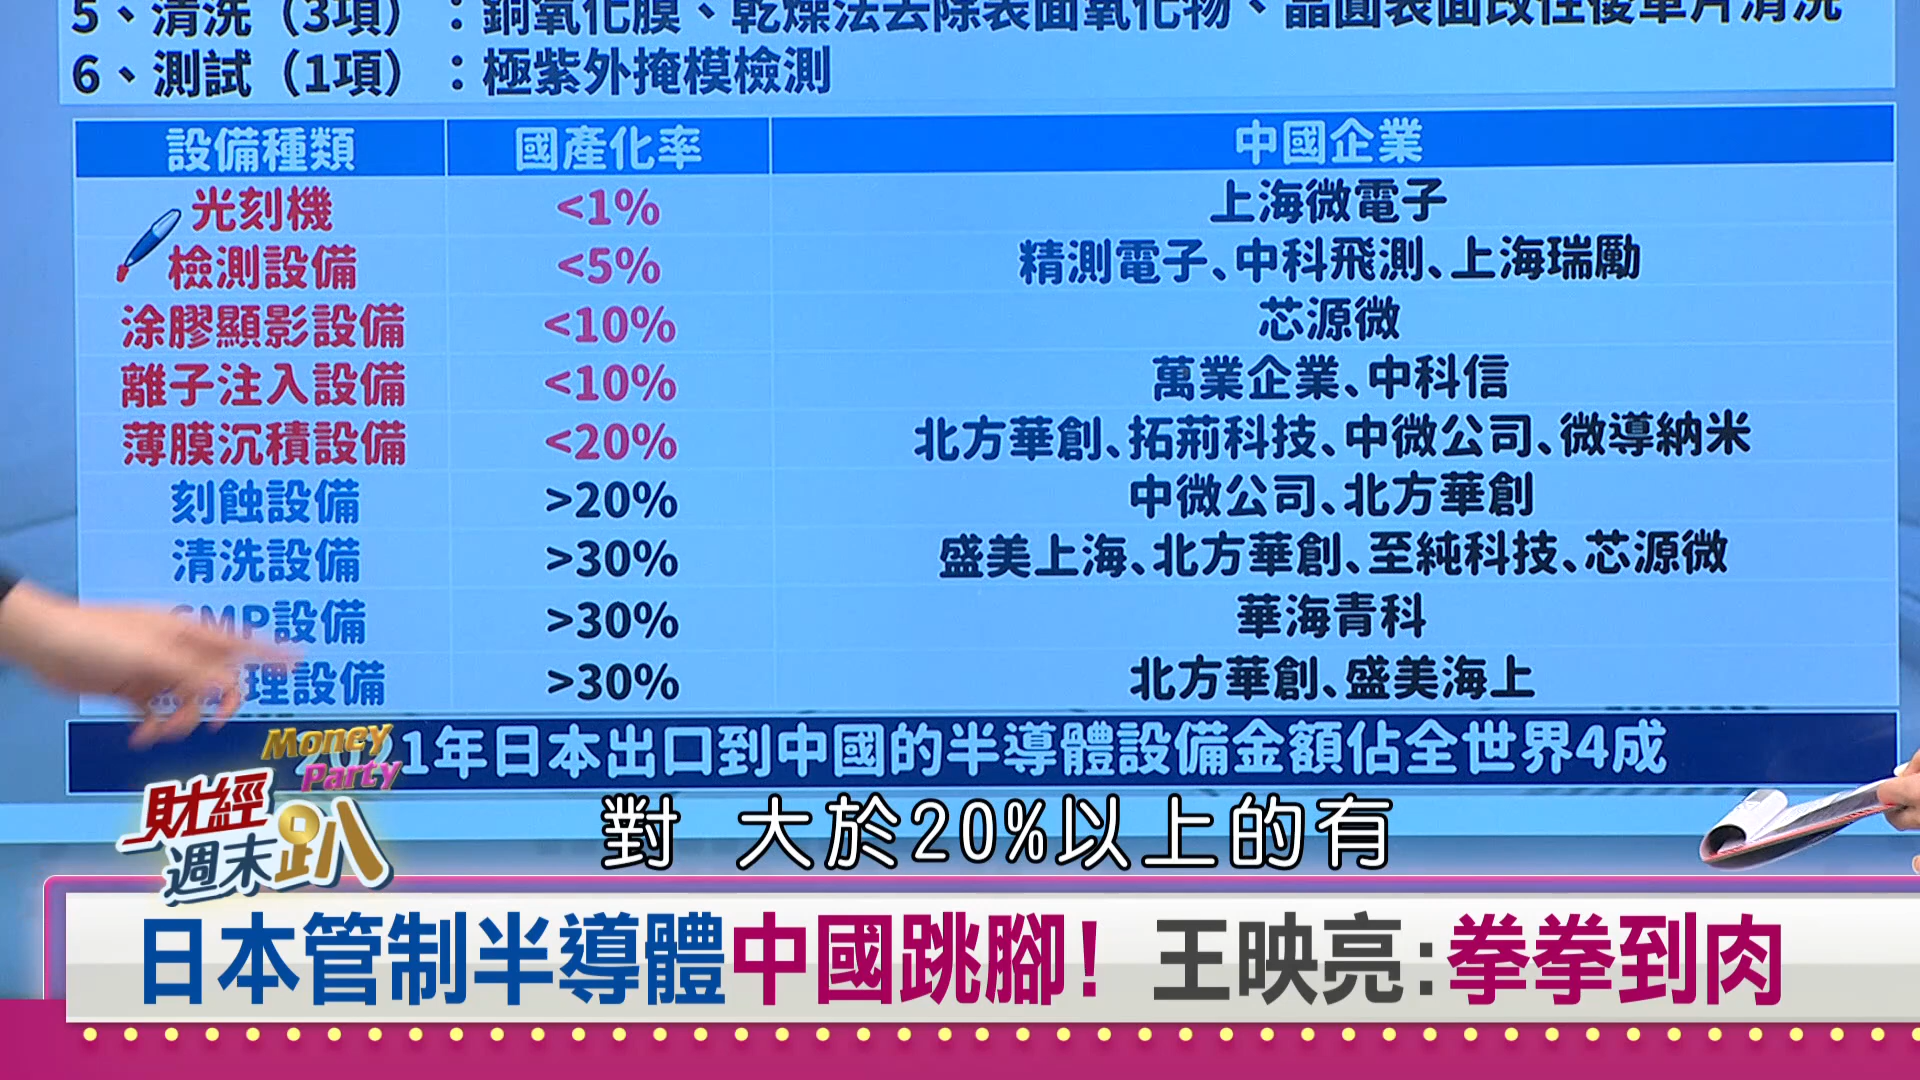 5、清洗（3項）：銅氧化膜、乾燥法去除表面氧化物、晶圓表面改性後單片清洗
6、測試（1項）：極紫外掩模檢測
設備種類 國產化率 中國企業
光刻機 <1% 上海微電子
檢測設備 <5% 精測電子、中科飛測、上海瑞勵
涂膠顯影設備 <10% 芯源微
離子注入設備 <10% 萬業企業、中科信
薄膜沉積設備 <20% 北方華創、拓荊科技、中微公司、微導納米
刻蝕設備 >20% 中微公司、北方華創
清洗設備 >30% 盛美上海、北方華創、至純科技、芯源微
CMP設備 >30% 華海青科
理設備 >30% 北方華創、盛美海上
1年日本出口到中國的半導體設備金額佔全世界4成
Money Party
財經週末趴
對 大於20%以上的有
日本管制半導體中國跳腳! 王映亮:拳拳到肉